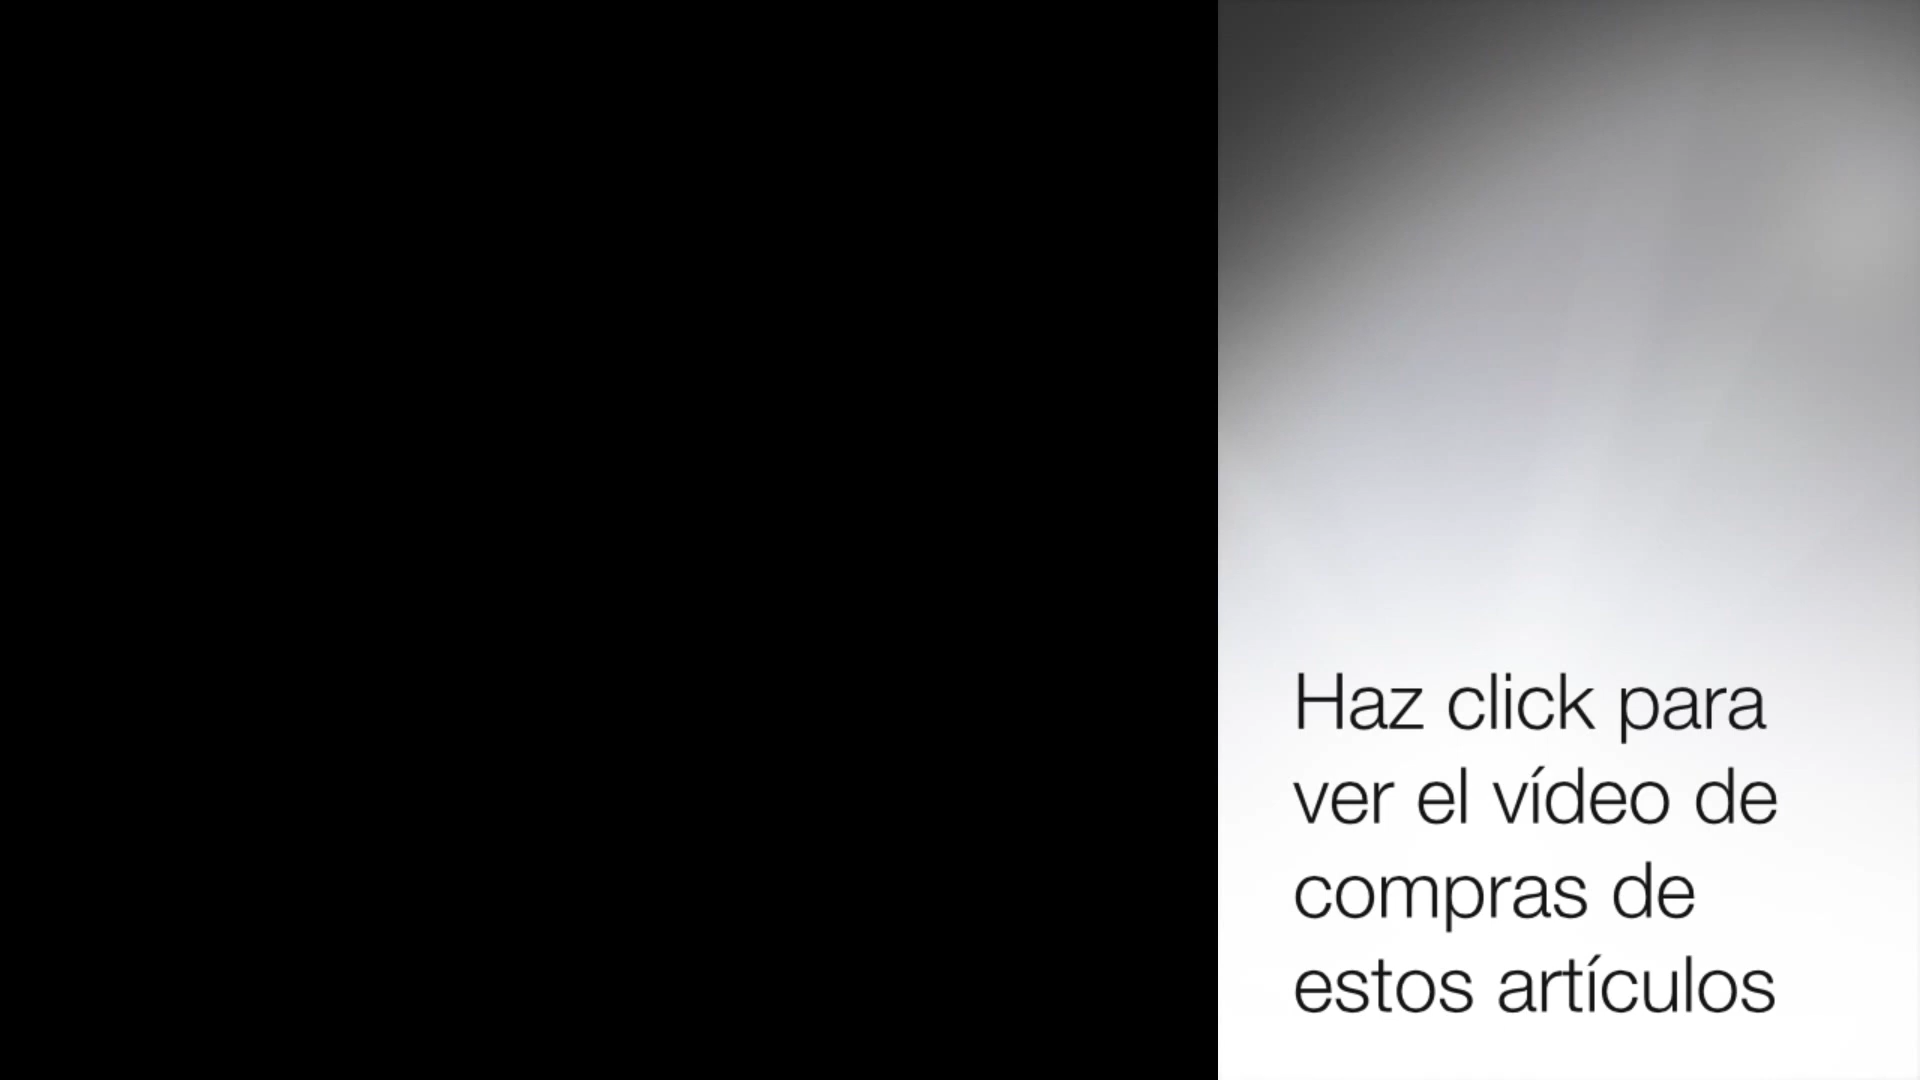 Haz click para
ver el vídeo de
compras de
estos artículos